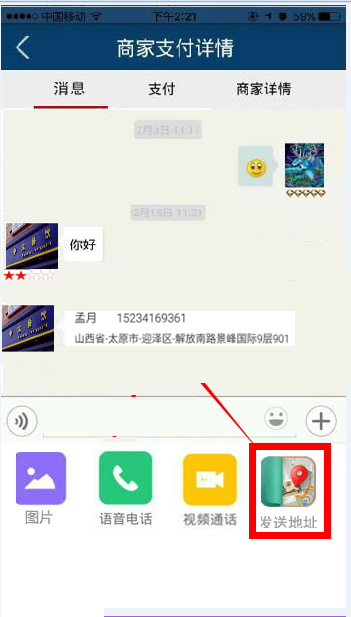 中国移动 下午2:21 59%
商家支付详情
消息 支付 商家详情
2月3日 11:11
2月15日 11:21
你好
孟月 15234169361
山西省-太原市-迎泽区-解放南路景峰国际9层901
图片 语音电话 视频通话 发送地址